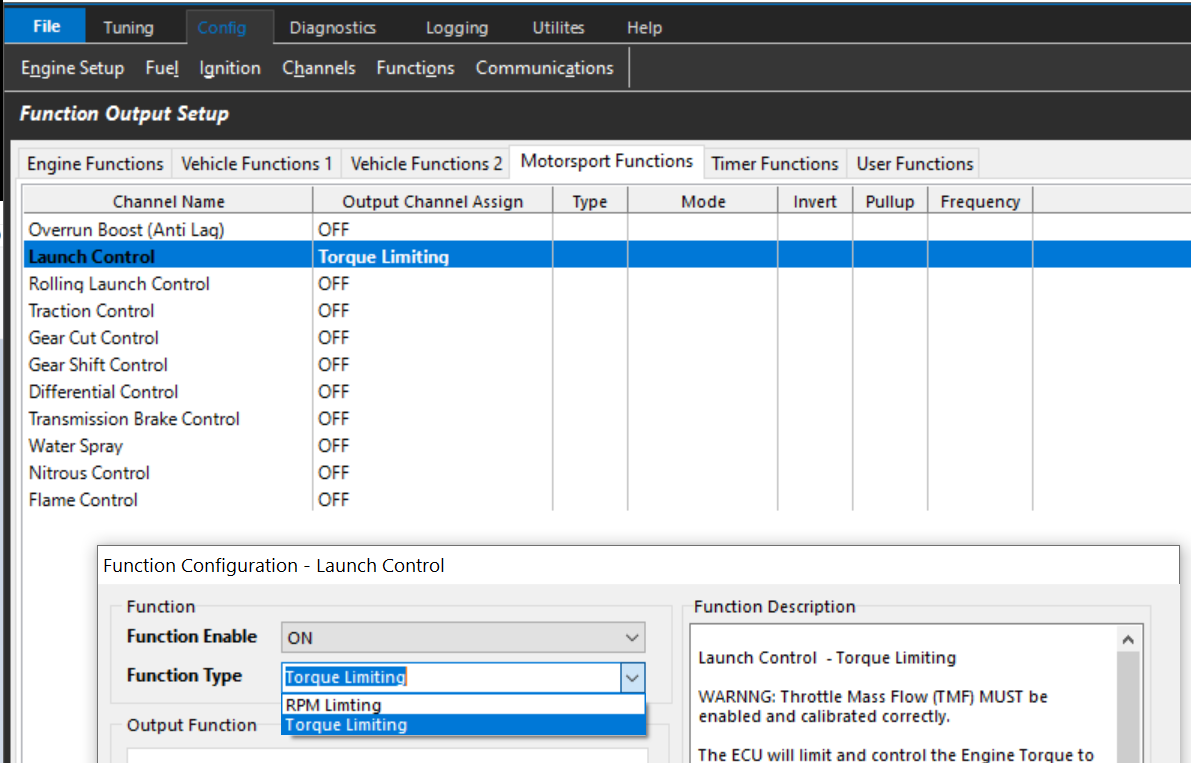 File Tuning Config Diagnostics Logging Utilites Help
Engine Setup Fuel Ignition Channels Functions Communications
Function Output Setup
Engine Functions Vehicle Functions 1 Vehicle Functions 2 Motorsport Functions Timer Functions User Functions
Channel Name Output Channel Assign Type Mode Invert Pullup Frequency
Overrun Boost (Anti Lag) OFF
Launch Control Torque Limiting
Rolling Launch Control OFF
Traction Control OFF
Gear Cut Control OFF
Gear Shift Control OFF
Differential Control OFF
Transmission Brake Control OFF
Water Spray OFF
Nitrous Control OFF
Flame Control OFF
Function Configuration - Launch Control
Function
Function Enable ON
Function Type Torque Limiting
RPM Limting
Torque Limiting
Output Function
Function Description
Launch Control - Torque Limiting
WARNNG: Throttle Mass Flow (TMF) MUST be
enabled and calibrated correctly.
The ECU will limit and control the Engine Torque to